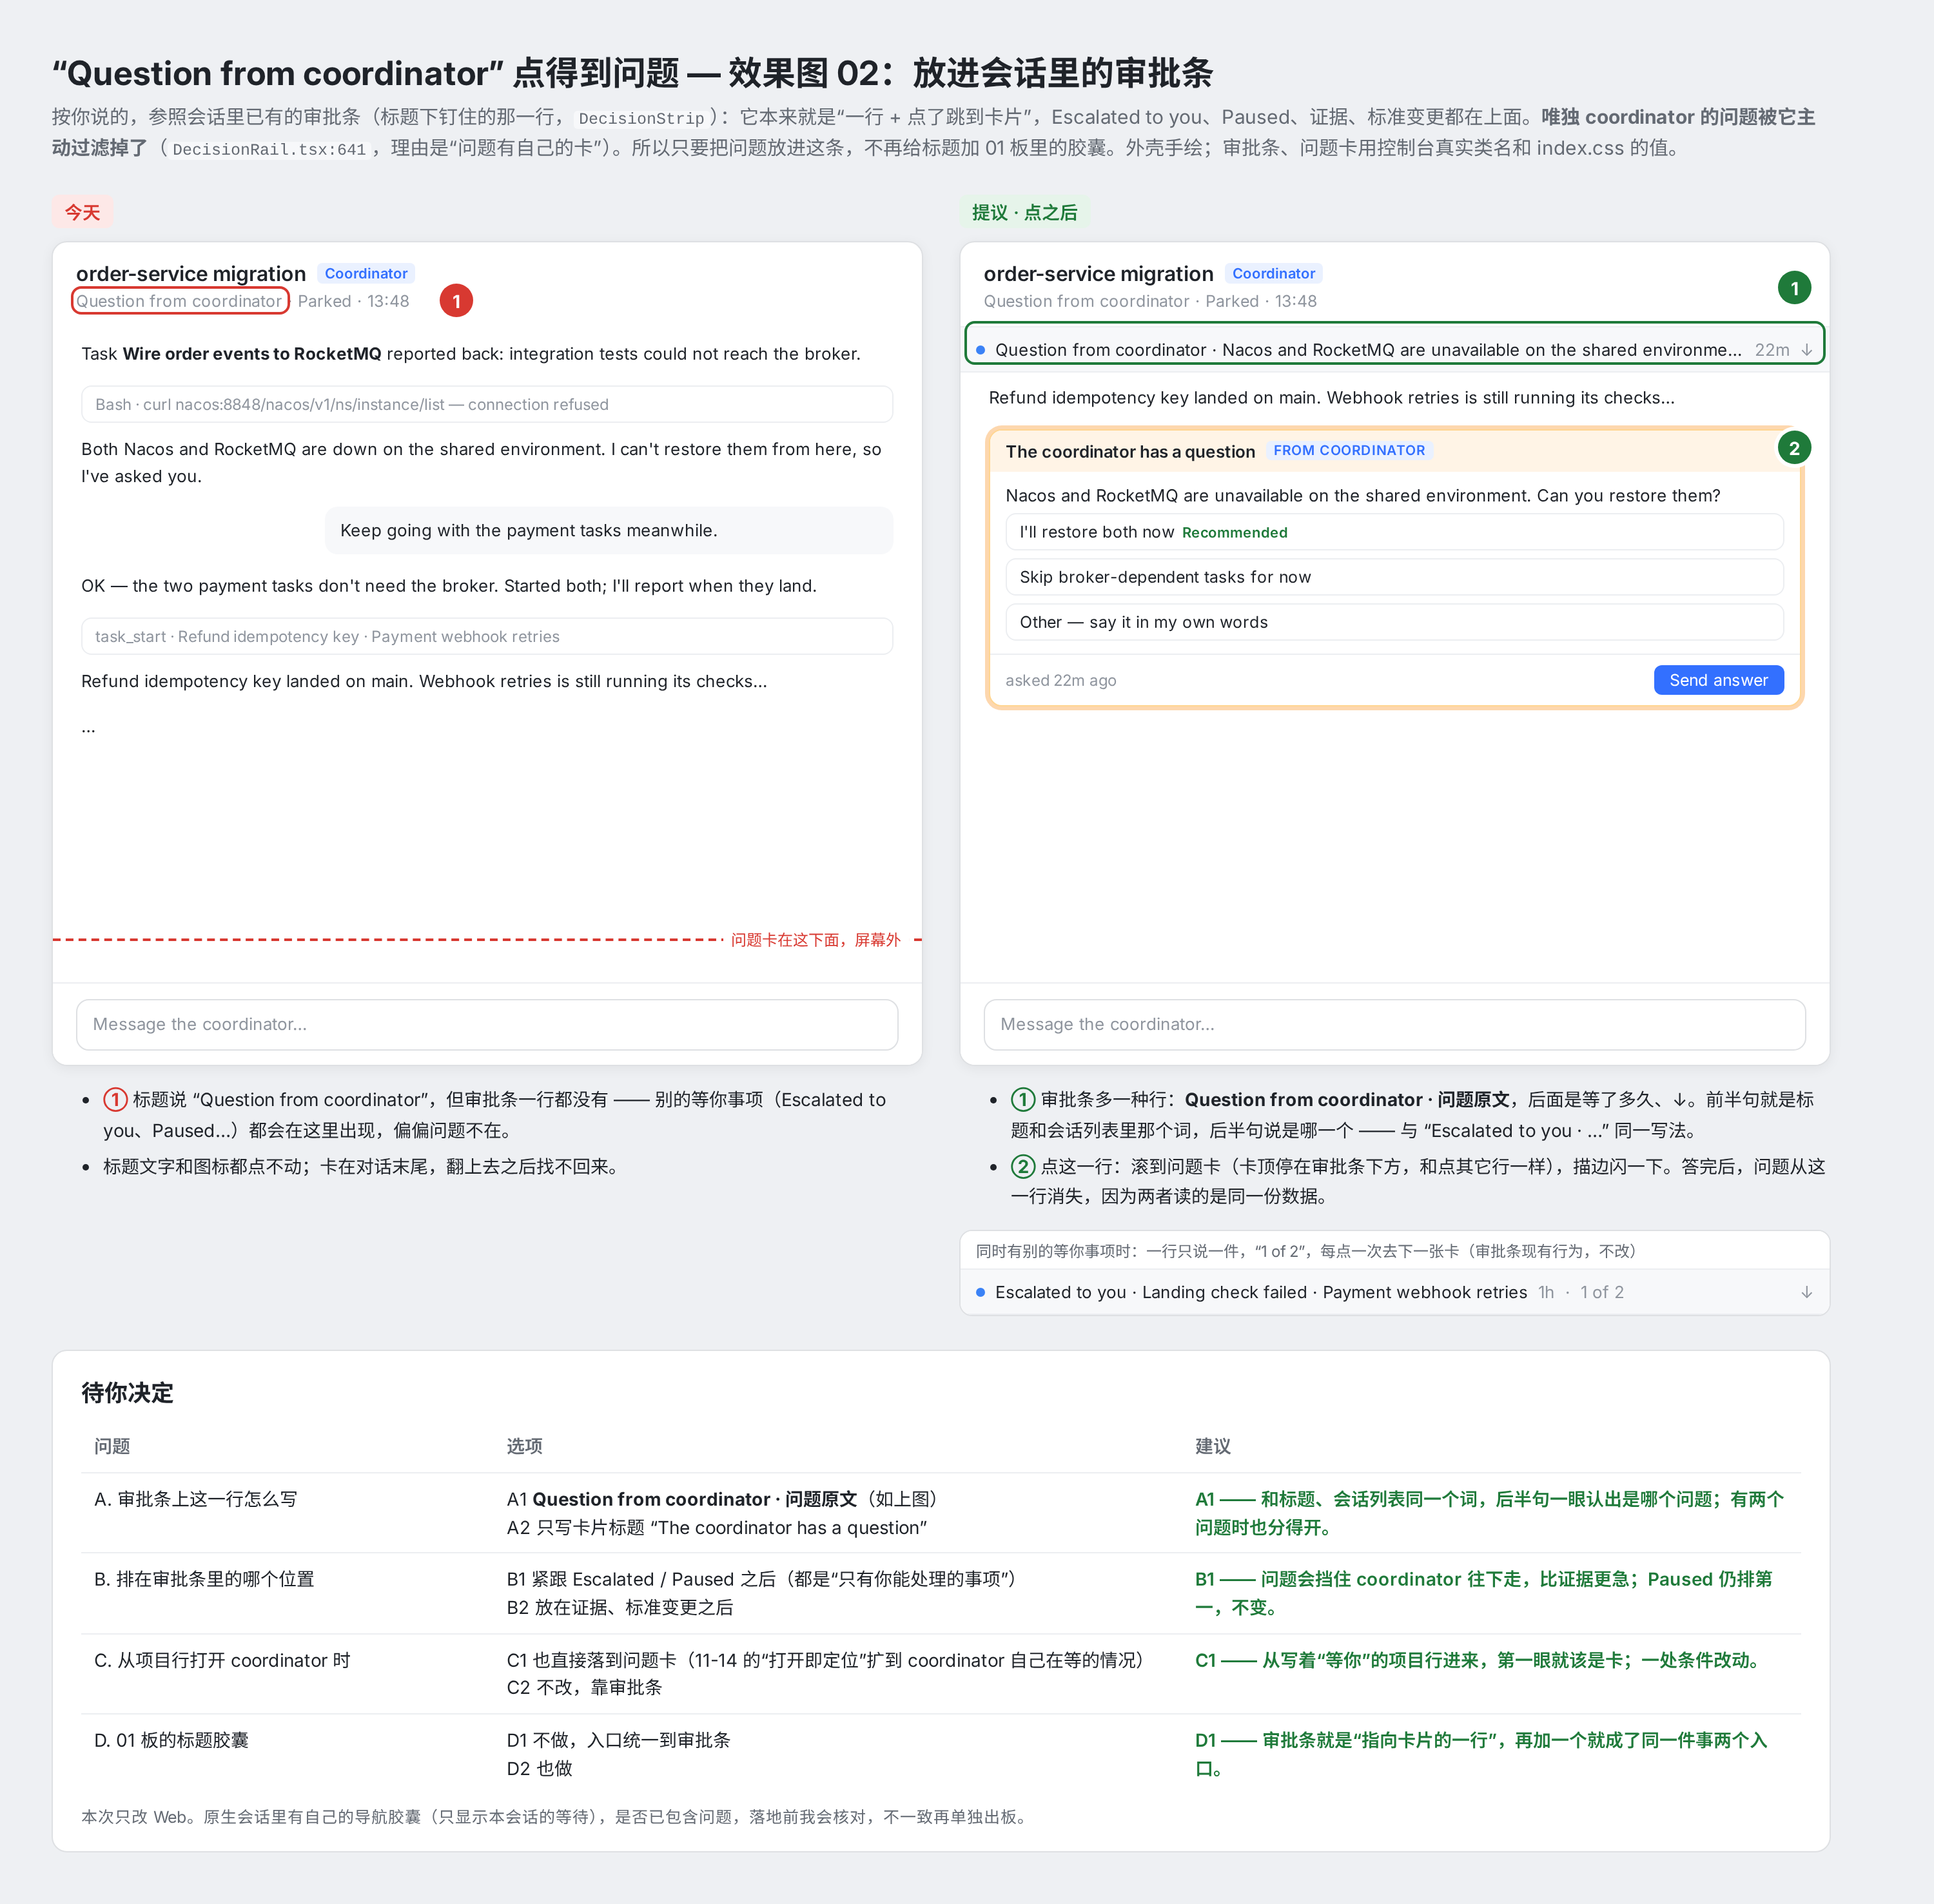 “Question from coordinator” 点得到问题 — 效果图 02：放进会话里的审批条
按你说的，参照会话里已有的审批条（标题下钉住的那一行，DecisionStrip）：它本来就是“一行 + 点了跳到卡片”，Escalated to you、Paused、证据、标准变更都在上面。唯独 coordinator 的问题被它主
动过滤掉了（DecisionRail.tsx:641，理由是“问题有自己的卡”）。所以只要把问题放进这条，不再给标题加 01 板里的胶囊。外壳手绘；审批条、问题卡用控制台真实类名和 index.css 的值。
今天
order-service migration Coordinator
Question from coordinator · Parked · 13:48 1
Task Wire order events to RocketMQ reported back: integration tests could not reach the broker.
Bash · curl nacos:8848/nacos/v1/ns/instance/list — connection refused
Both Nacos and RocketMQ are down on the shared environment. I can't restore them from here, so
I've asked you.
Keep going with the payment tasks meanwhile.
OK — the two payment tasks don't need the broker. Started both; I'll report when they land.
task_start · Refund idempotency key · Payment webhook retries
Refund idempotency key landed on main. Webhook retries is still running its checks…
…
问题卡在这下面，屏幕外
Message the coordinator…
① 标题说 “Question from coordinator”，但审批条一行都没有 —— 别的等你事项（Escalated to
you、Paused…）都会在这里出现，偏偏问题不在。
标题文字和图标都点不动；卡在对话末尾，翻上去之后找不回来。
提议 · 点之后
order-service migration Coordinator
Question from coordinator · Parked · 13:48
1
Question from coordinator · Nacos and RocketMQ are unavailable on the shared environme… 22m ↓
Refund idempotency key landed on main. Webhook retries is still running its checks…
The coordinator has a question FROM COORDINATOR 2
Nacos and RocketMQ are unavailable on the shared environment. Can you restore them?
I'll restore both now Recommended
Skip broker-dependent tasks for now
Other — say it in my own words
asked 22m ago Send answer
Message the coordinator…
① 审批条多一种行：Question from coordinator · 问题原文，后面是等了多久、↓。前半句就是标
题和会话列表里那个词，后半句说是哪一个 —— 与 “Escalated to you · …” 同一写法。
② 点这一行：滚到问题卡（卡顶停在审批条下方，和点其它行一样），描边闪一下。答完后，问题从这
一行消失，因为两者读的是同一份数据。
同时有别的等你事项时：一行只说一件，“1 of 2”，每点一次去下一张卡（审批条现有行为，不改）
Escalated to you · Landing check failed · Payment webhook retries 1h · 1 of 2 ↓
待你决定
问题 选项 建议
A. 审批条上这一行怎么写
A1 Question from coordinator · 问题原文（如上图）
A2 只写卡片标题 “The coordinator has a question”
A1 —— 和标题、会话列表同一个词，后半句一眼认出是哪个问题；有两个
问题时也分得开。
B. 排在审批条里的哪个位置
B1 紧跟 Escalated / Paused 之后（都是“只有你能处理的事项”）
B2 放在证据、标准变更之后
B1 —— 问题会挡住 coordinator 往下走，比证据更急；Paused 仍排第
一，不变。
C. 从项目行打开 coordinator 时
C1 也直接落到问题卡（11-14 的“打开即定位”扩到 coordinator 自己在等的情况）
C2 不改，靠审批条
C1 —— 从写着“等你”的项目行进来，第一眼就该是卡；一处条件改动。
D. 01 板的标题胶囊
D1 不做，入口统一到审批条
D2 也做
D1 —— 审批条就是“指向卡片的一行”，再加一个就成了同一件事两个入
口。
本次只改 Web。原生会话里有自己的导航胶囊（只显示本会话的等待），是否已包含问题，落地前我会核对，不一致再单独出板。